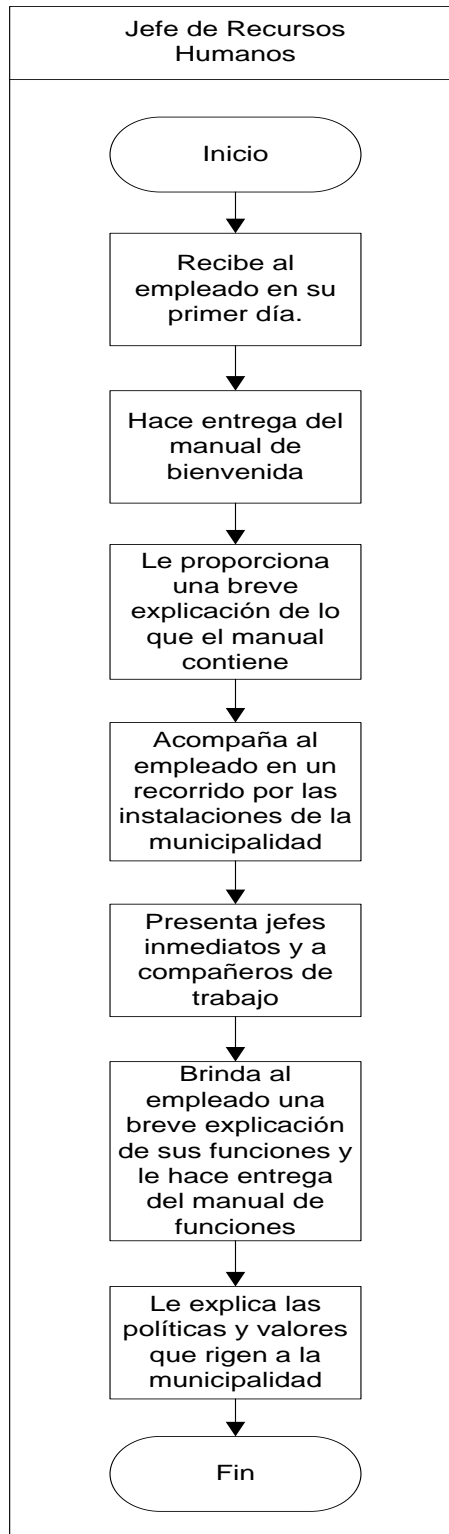 Jefe de Recursos
Humanos
Inicio
Recibe al
empleado en su
primer día.
Hace entrega del
manual de
bienvenida
Le proporciona
una breve
explicación de lo
que el manual
contiene
Acompaña al
empleado en un
recorrido por las
instalaciones de la
municipalidad
Presenta jefes
inmediatos y a
compañeros de
trabajo
Brinda al
empleado una
breve explicación
de sus funciones y
le hace entrega
del manual de
funciones
Le explica las
políticas y valores
que rigen a la
municipalidad
Fin